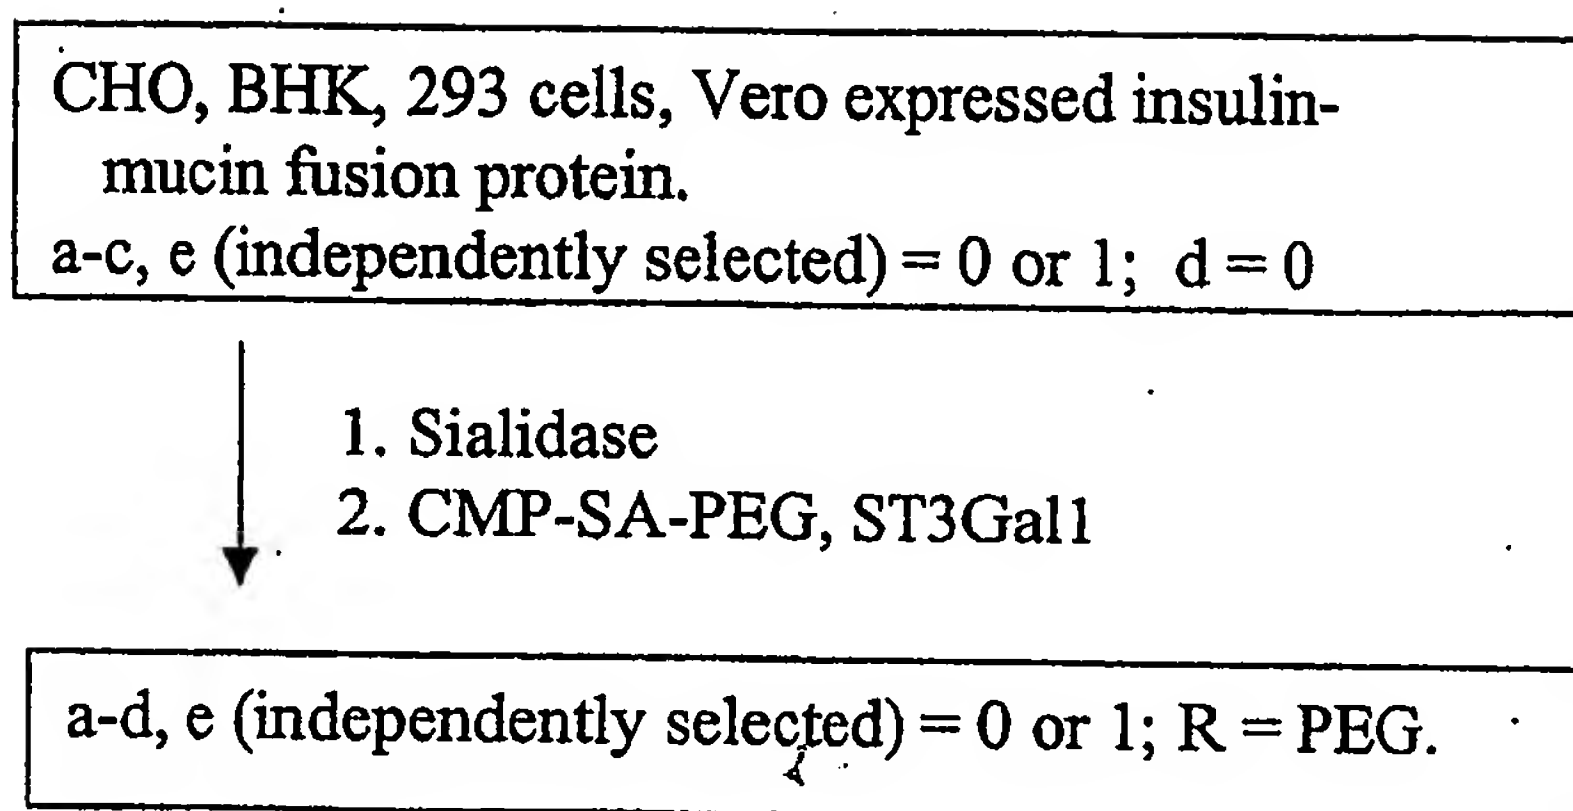 CHO, BHK, 293 cells, Vero expressed insulin-
mucin fusion protein.
a-c, e (independently selected) = 0 or 1; d = 0
1. Sialidase
2. CMP-SA-PEG, ST3Gal1
a-d, e (independently selected) = 0 or 1; R = PEG.